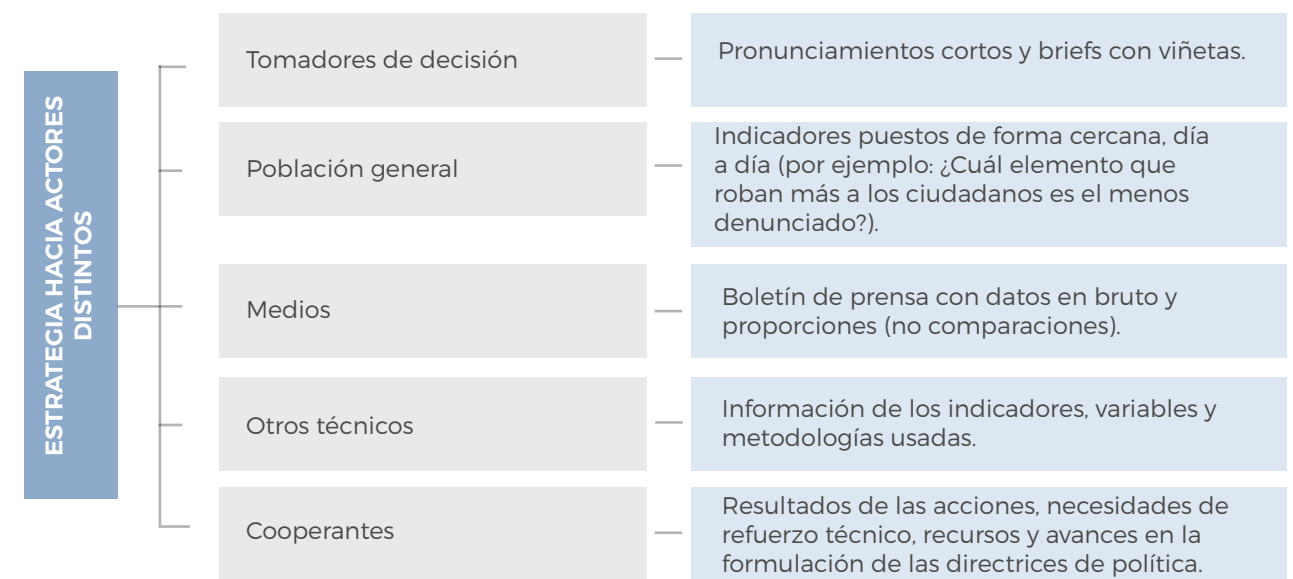 ESTRATEGIA HACIA ACTORES
DISTINTOS
Tomadores de decisión
Pronunciamientos cortos y briefs con viñetas.
Población general
Indicadores puestos de forma cercana, día
a día (por ejemplo: ¿Cuál elemento que
roban más a los ciudadanos es el menos
denunciado?).
Medios
Boletín de prensa con datos en bruto y
proporciones (no comparaciones).
Otros técnicos
Información de los indicadores, variables y
metodologías usadas.
Cooperantes
Resultados de las acciones, necesidades de
refuerzo técnico, recursos y avances en la
formulación de las directrices de política.